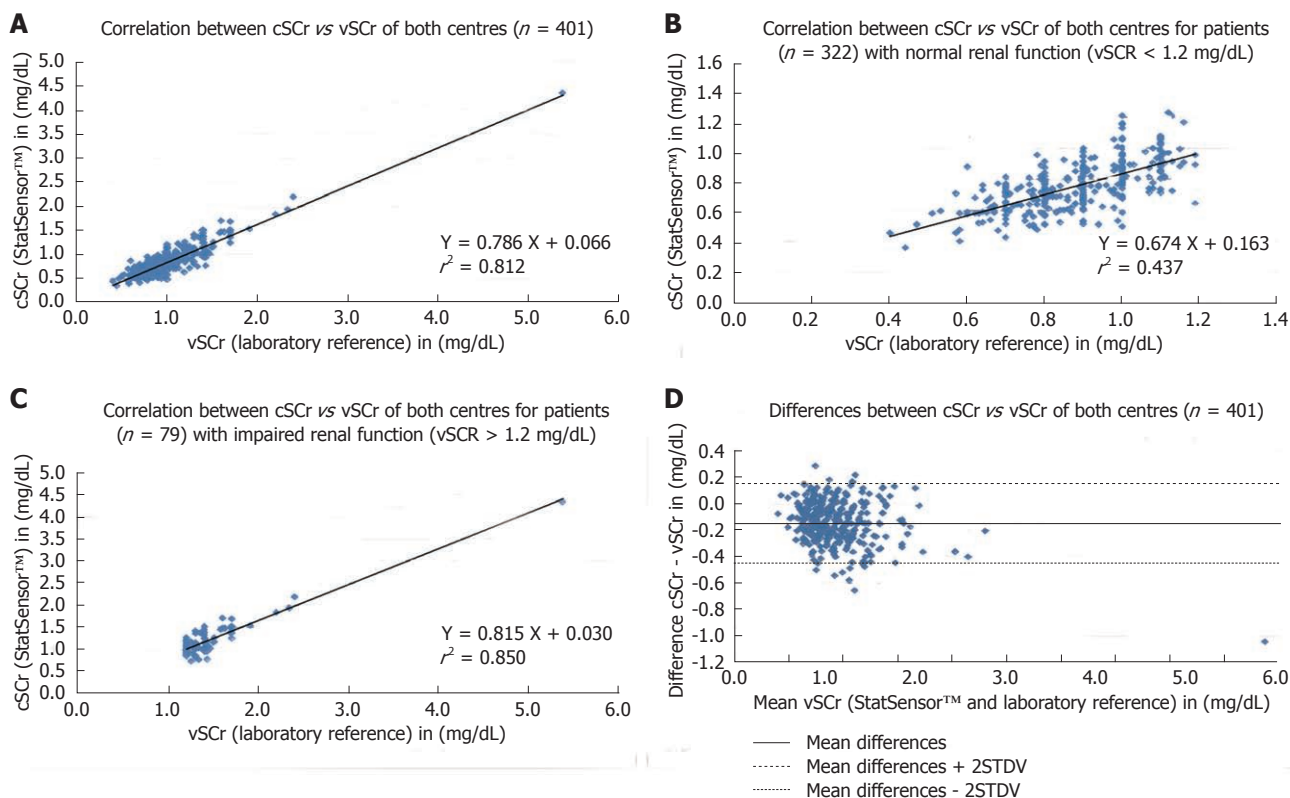 A
Correlation between cSCr vs vSCr of both centres (n = 401)
cSCr (StatSensor™) in (mg/dL)
5.0
4.5
4.0
3.5
3.0
2.5
2.0
1.5
1.0
0.5
0.0
Y = 0.786 X + 0.066
r² = 0.812
0.0 1.0 2.0 3.0 4.0 5.0 6.0
vSCr (laboratory reference) in (mg/dL)
B
Correlation between cSCr vs vSCr of both centres for patients
(n = 322) with normal renal function (vSCR < 1.2 mg/dL)
cSCr (StatSensor™) in (mg/dL)
1.6
1.4
1.2
1.0
0.8
0.6
0.4
0.2
0.0
Y = 0.674 X + 0.163
r² = 0.437
0.0 0.2 0.4 0.6 0.8 1.0 1.2 1.4
vSCr (laboratory reference) in (mg/dL)
C
Correlation between cSCr vs vSCr of both centres for patients
(n = 79) with impaired renal function (vSCR > 1.2 mg/dL)
cSCr (StatSensor™) in (mg/dL)
5.0
4.5
4.0
3.5
3.0
2.5
2.0
1.5
1.0
0.5
0.0
Y = 0.815 X + 0.030
r² = 0.850
0.0 1.0 2.0 3.0 4.0 5.0 6.0
vSCr (laboratory reference) in (mg/dL)
D
Differences between cSCr vs vSCr of both centres (n = 401)
Difference cSCr - vSCr in (mg/dL)
0.4
0.2
0.0
-0.2
-0.4
-0.6
-0.8
-1.0
-1.2
0.0 1.0 2.0 3.0 4.0 5.0 6.0
Mean vSCr (StatSensor™ and laboratory reference) in (mg/dL)
Mean differences
Mean differences + 2STDV
Mean differences - 2STDV